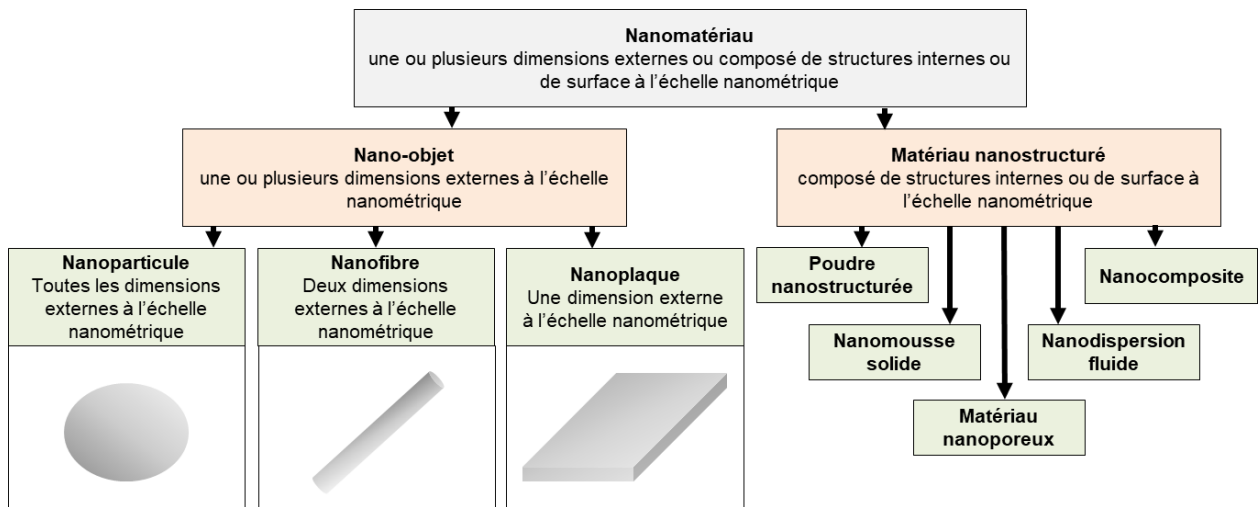 Nanomatériau
une ou plusieurs dimensions externes ou composé de structures internes ou
de surface à l’échelle nanométrique
Nano-objet
une ou plusieurs dimensions externes à l’échelle
nanométrique
Matériau nanostructuré
composé de structures internes ou de surface à
l’échelle nanométrique
Nanoparticule
Toutes les dimensions
externes à l’échelle
nanométrique
Nanofibre
Deux dimensions
externes à l’échelle
nanométrique
Nanoplaque
Une dimension externe
à l’échelle nanométrique
Poudre
nanostructurée
Nanocomposite
Nanomousse
solide
Nanodispersion
fluide
Matériau
nanoporeux